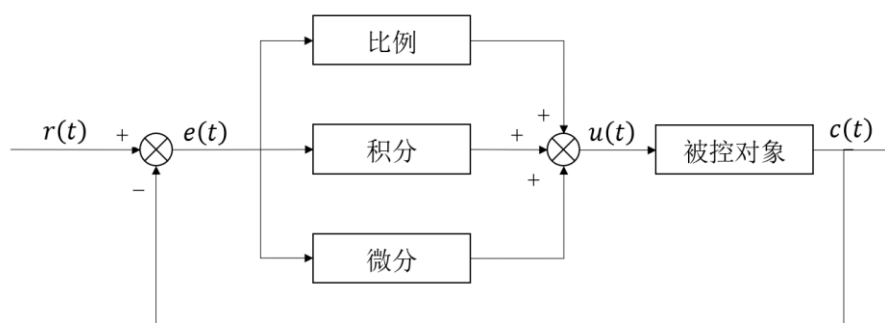 比例
+
r(t) + e(t) 积分 + u(t) 被控对象 c(t)
− +
微分